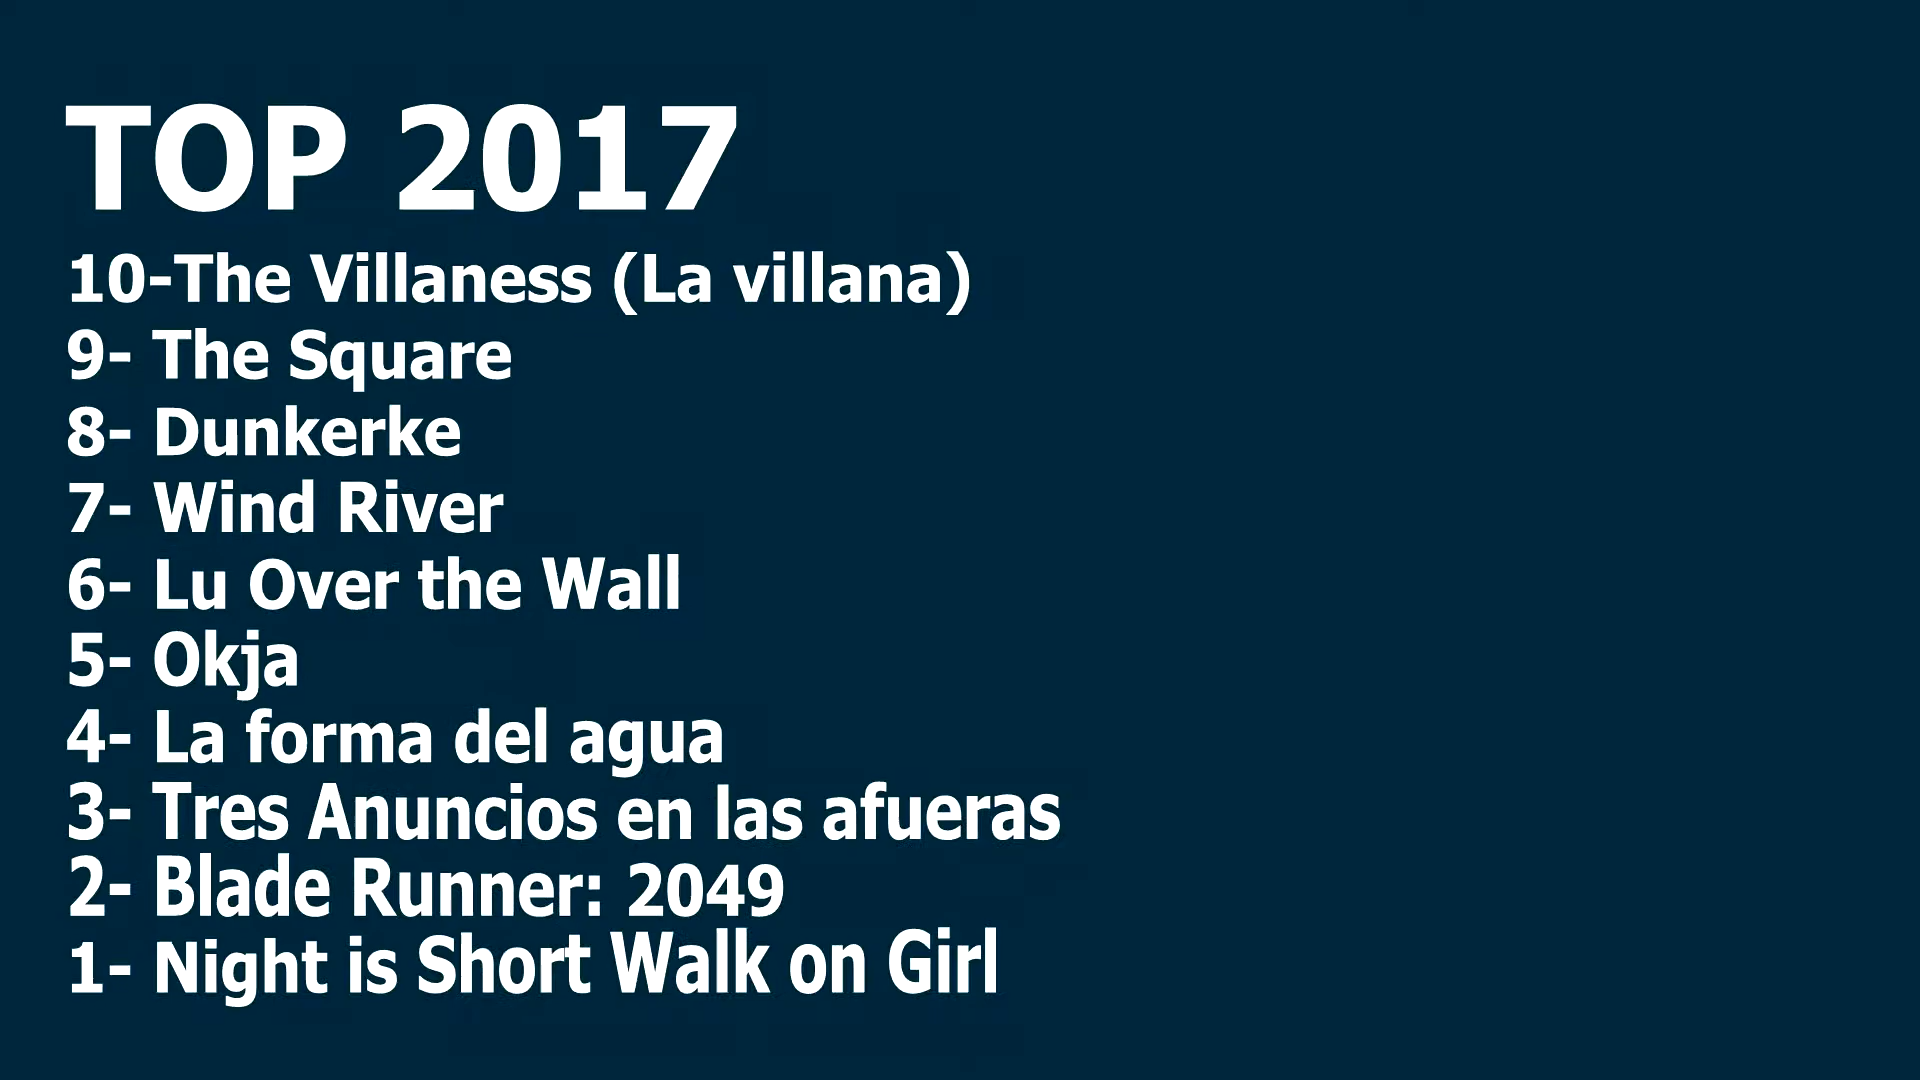 TOP 2017
10-The Villaness (La villana)
9- The Square
8- Dunkerke
7- Wind River
6- Lu Over the Wall
5- Okja
4- La forma del agua
3- Tres Anuncios en las afueras
2- Blade Runner: 2049
1- Night is Short Walk on Girl